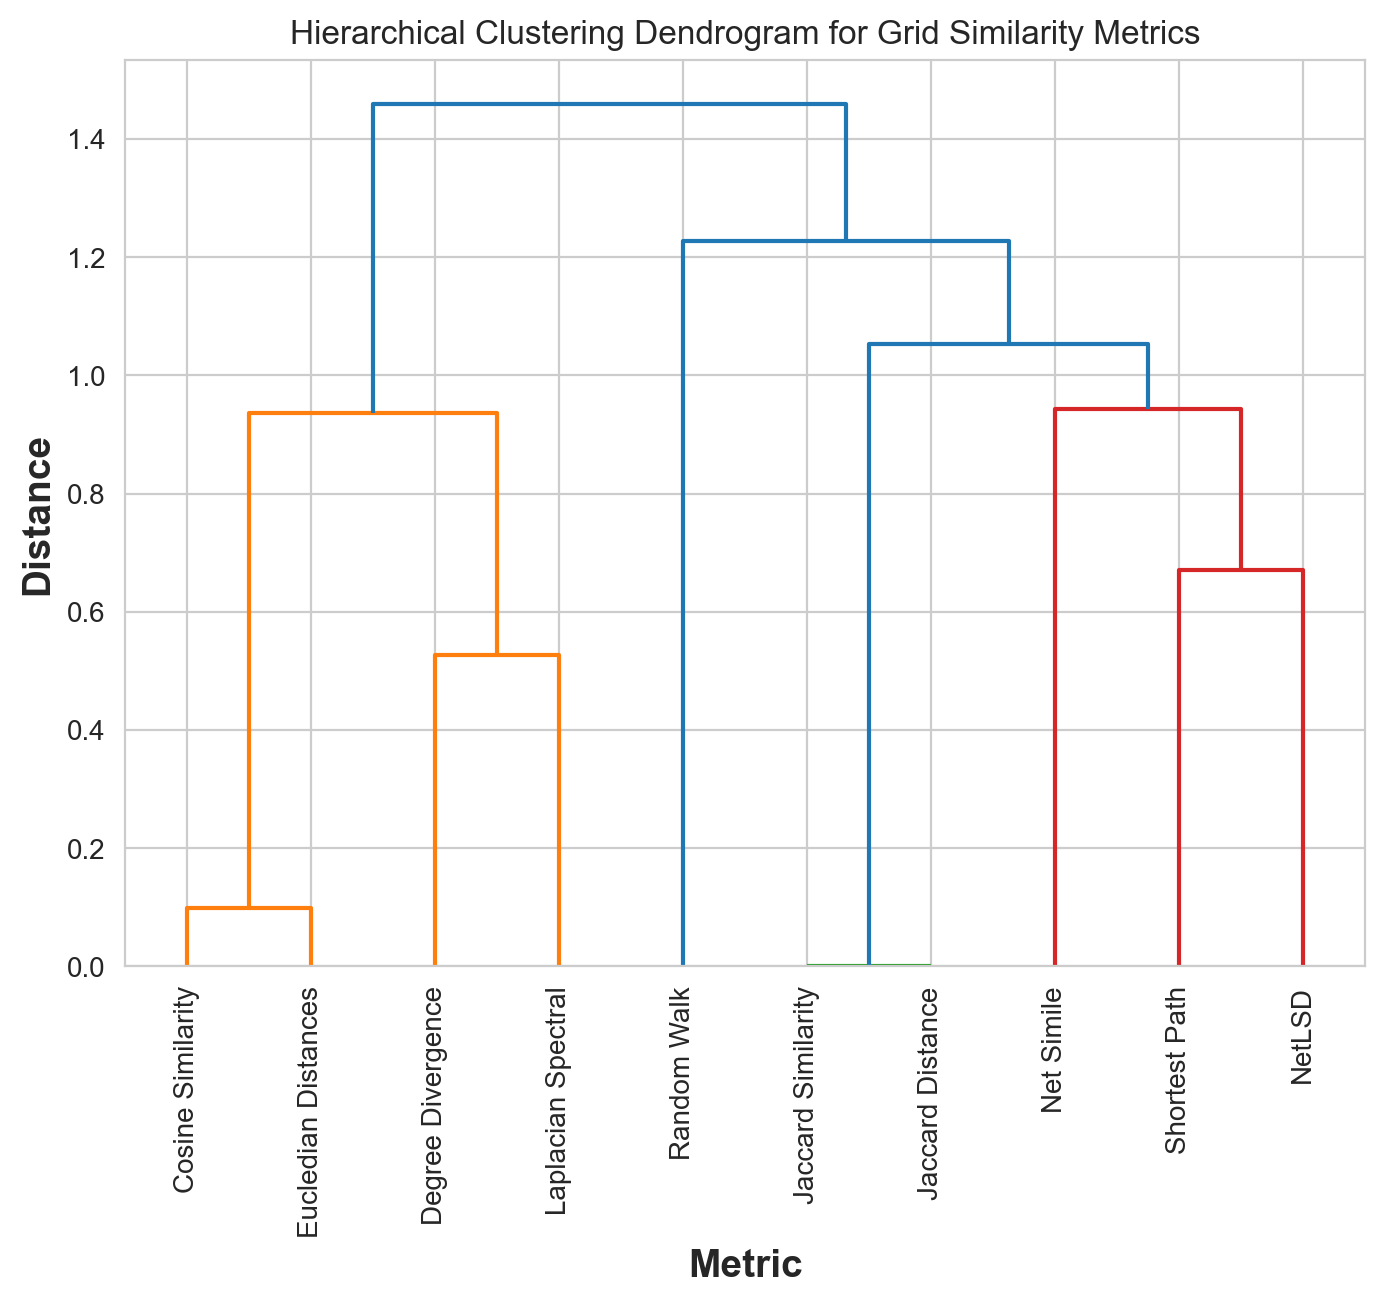 Hierarchical Clustering Dendrogram for Grid Similarity Metrics
Distance
1.4
1.2
1.0
0.8
0.6
0.4
0.2
0.0
Cosine Similarity
Eucledian Distances
Degree Divergence
Laplacian Spectral
Random Walk
Jaccard Similarity
Jaccard Distance
Net Simile
Shortest Path
NetLSD
Metric